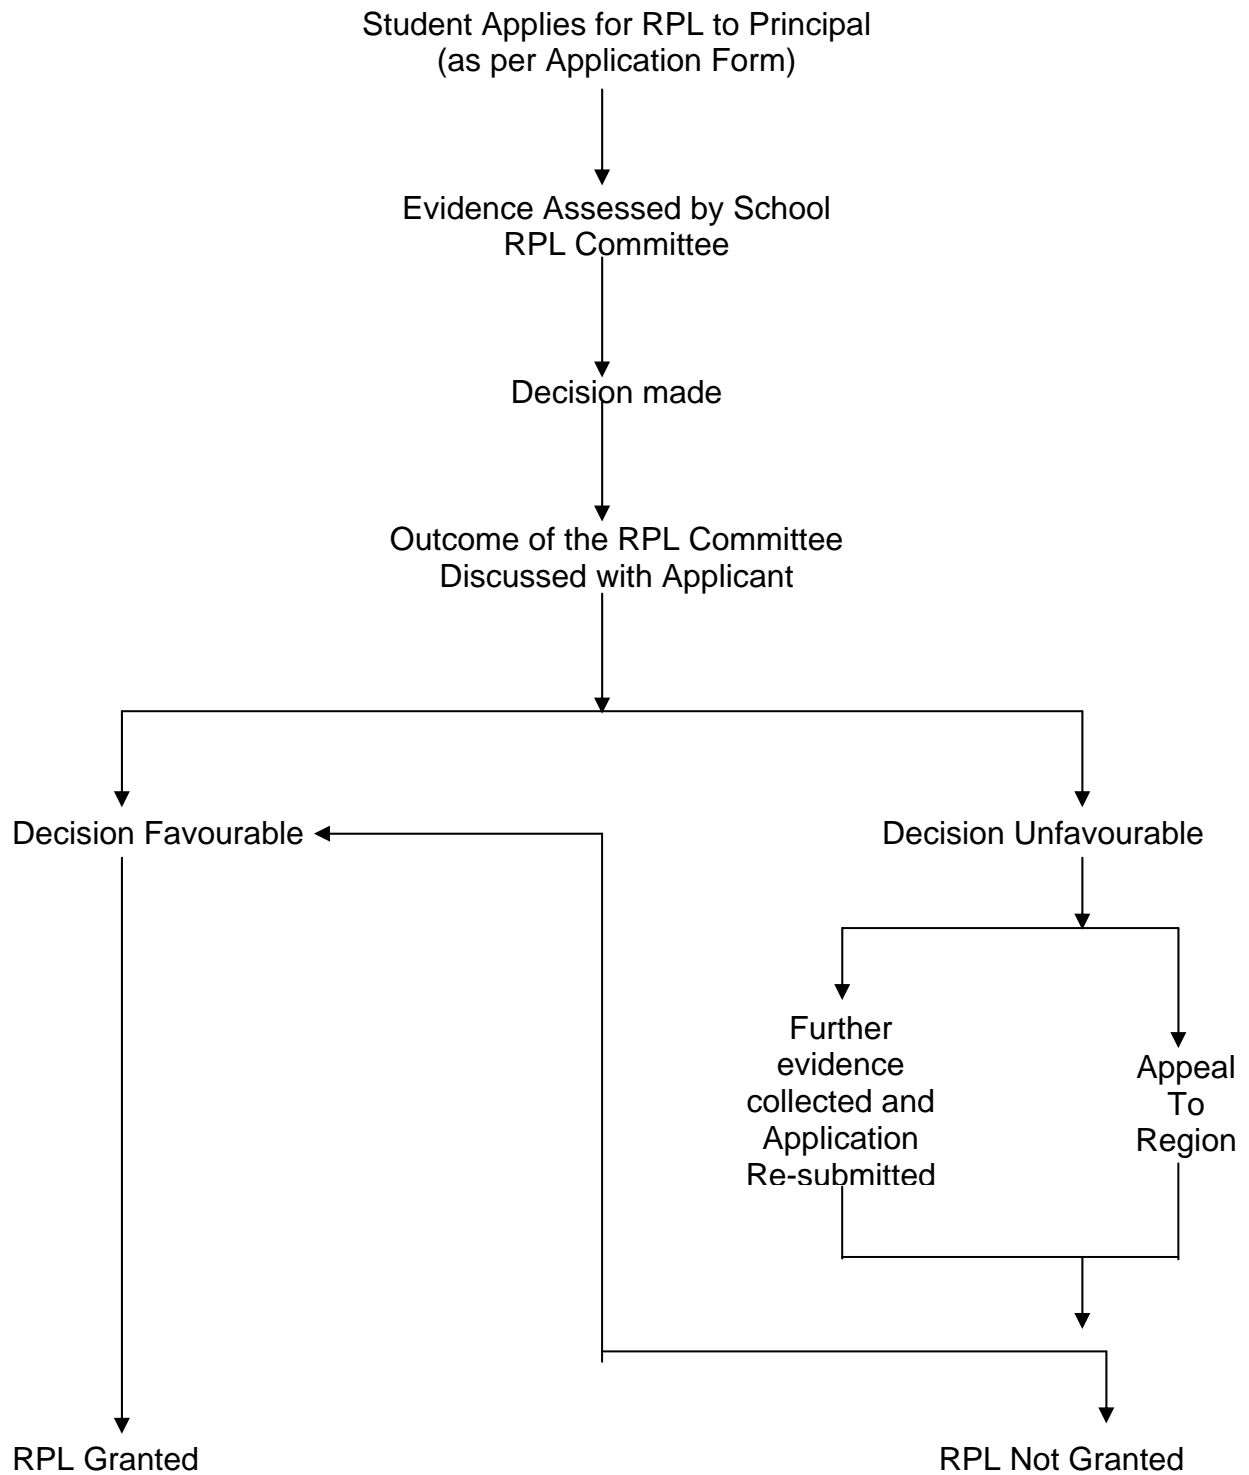 Student Applies for RPL to Principal
(as per Application Form)
Evidence Assessed by School
RPL Committee
Decision made
Outcome of the RPL Committee
Discussed with Applicant
Decision Favourable
Decision Unfavourable
Further
evidence
collected and
Application
Re-submitted
Appeal
To
Region
RPL Granted
RPL Not Granted